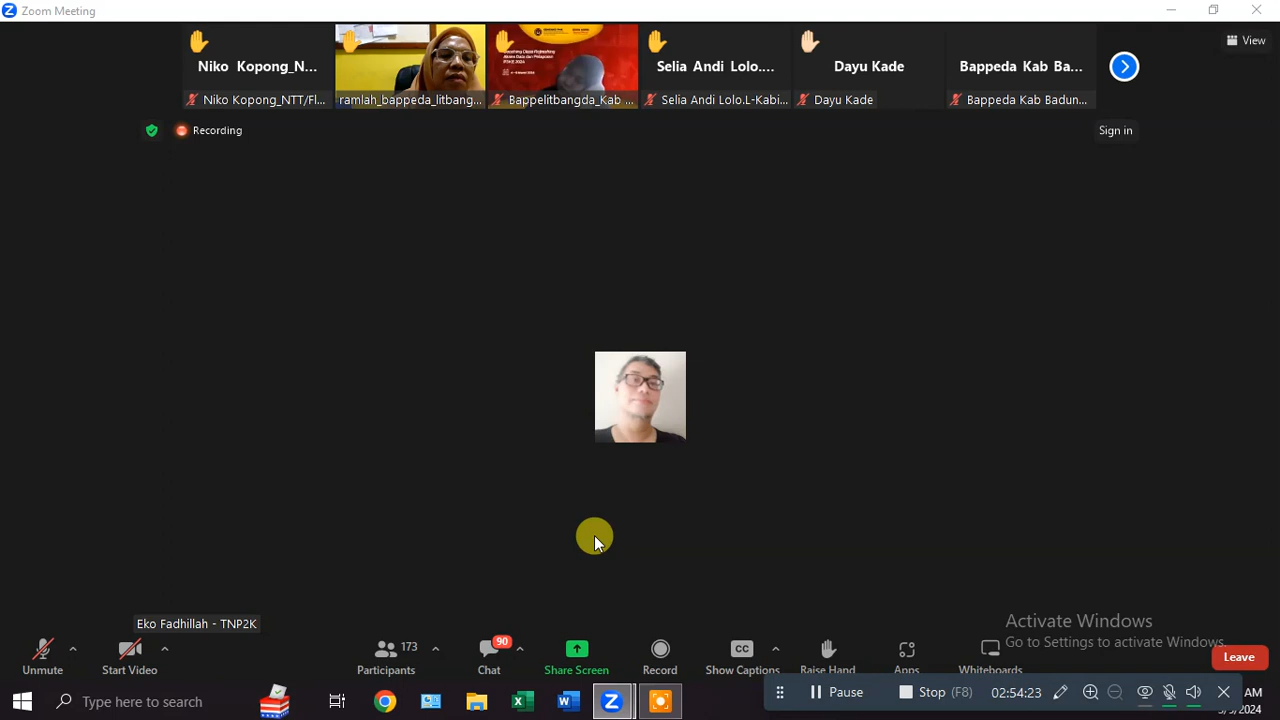 Zoom Meeting
View
Niko Kopong_N...
Selia Andi Lolo....
Dayu Kade
Bappeda Kab Ba...
Niko Kopong_NTT/Fl...
ramlah_bappeda_litbang...
Bappelitbangda_Kab ...
Selia Andi Lolo.L-Kabi...
Dayu Kade
Bappeda Kab Badun...
Recording
Sign in
Eko Fadhillah - TNP2K
Activate Windows
Go to Settings to activate Windows.
Unmute
Start Video
173
Participants
90
Chat
Share Screen
Record
CC
Show Captions
Raise Hand
Apps
Whiteboards
Leave
Type here to search
Pause
Stop (F8)
02:54:23
AM